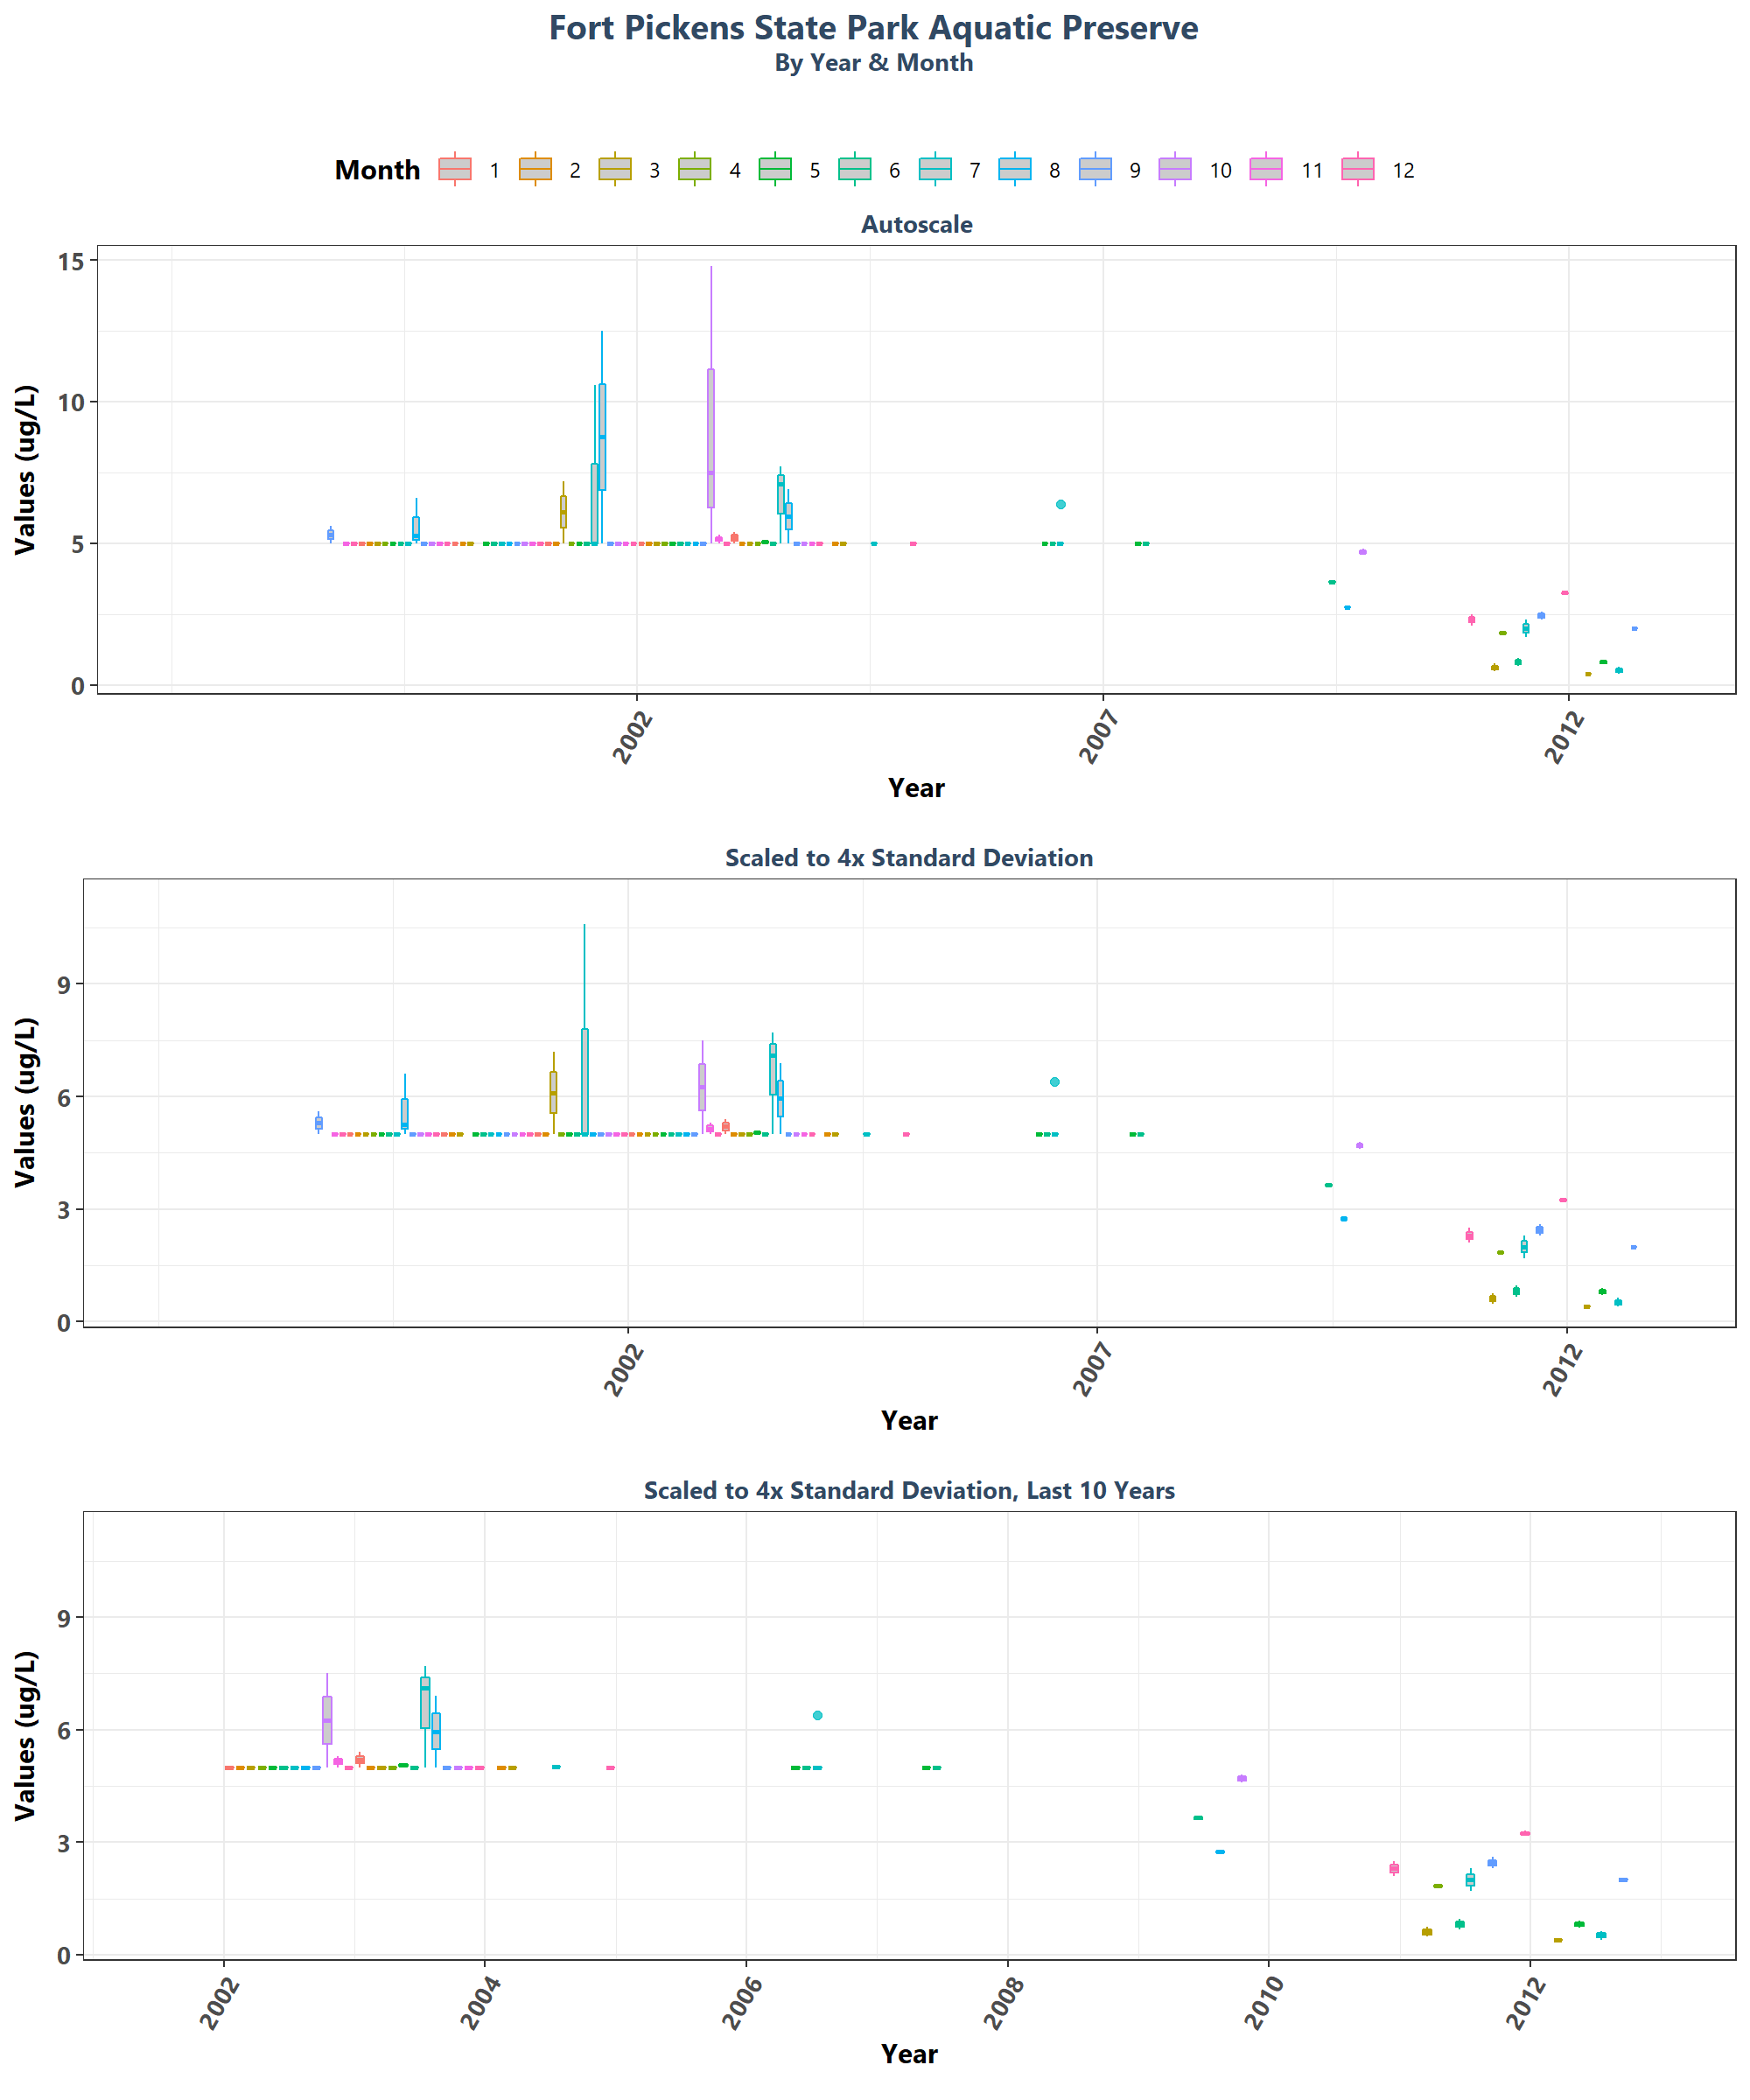 Fort Pickens State Park Aquatic Preserve
By Year & Month
Month 1 2 3 4 5 6 7 8 9 10 11 12
Autoscale
Values (ug/L)
15
10
5
0
2002 2007 2012
Year
Scaled to 4x Standard Deviation
Values (ug/L)
9
6
3
0
2002 2007 2012
Year
Scaled to 4x Standard Deviation, Last 10 Years
Values (ug/L)
9
6
3
0
2002 2004 2006 2008 2010 2012
Year